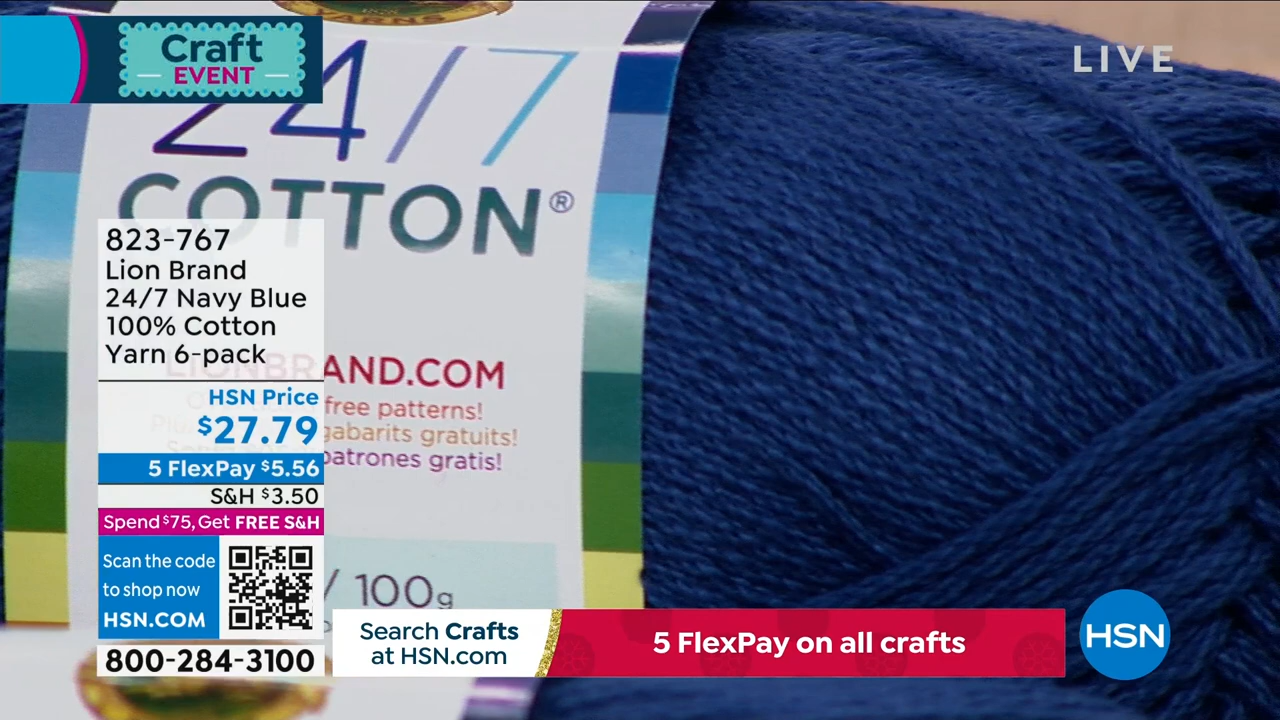 YARNS
Craft
EVENT
LIVE
24/7
COTTON®
823-767
Lion Brand
24/7 Navy Blue
100% Cotton
Yarn 6-pack
LIONBRAND.COM
free patterns!
gabarits gratuits!
patrones gratis!
HSN Price
$27.79
5 FlexPay $5.56
S&H $3.50
Spend $75, Get FREE S&H
Scan the code
to shop now
HSN.COM
800-284-3100
/ 100g
Search Crafts
at HSN.com
5 FlexPay on all crafts
HSN